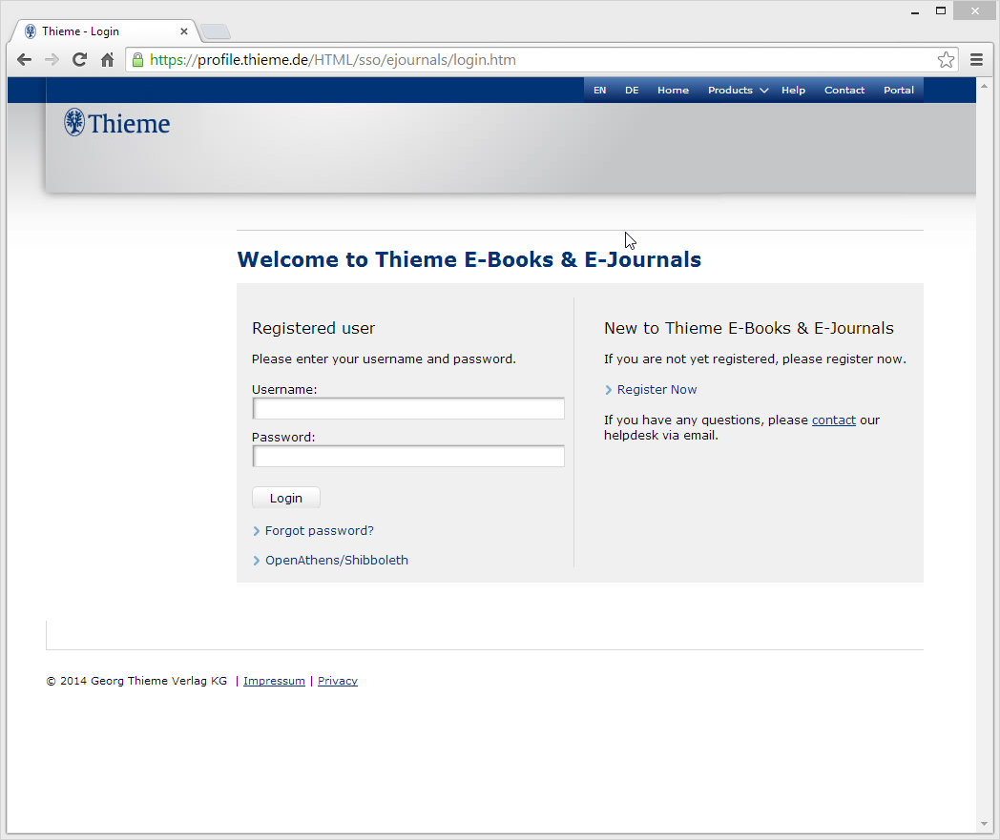 Thieme - Login
https://profile.thieme.de/HTML/sso/ejournals/login.htm
EN DE Home Products Help Contact Portal
Thieme
Welcome to Thieme E-Books & E-Journals
Registered user
Please enter your username and password.
Username:
Password:
Login
Forgot password?
OpenAthens/Shibboleth
New to Thieme E-Books & E-Journals
If you are not yet registered, please register now.
Register Now
If you have any questions, please contact our
helpdesk via email.
© 2014 Georg Thieme Verlag KG | Impressum | Privacy